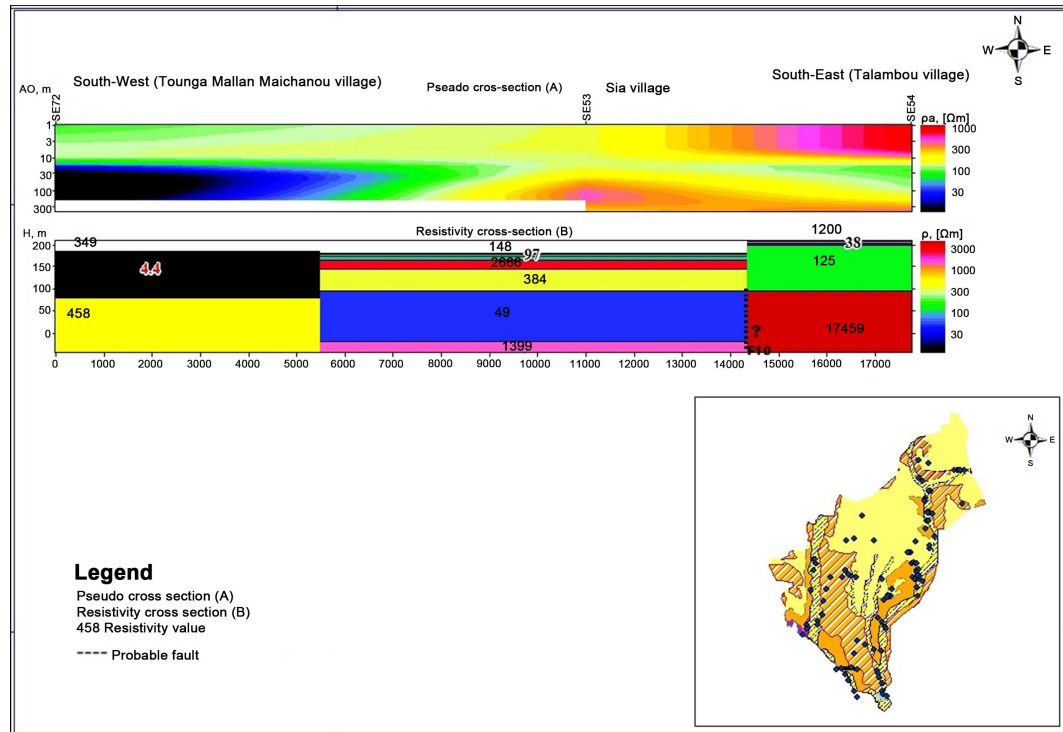 N
W E
S
South-West (Tounga Mallan Maichanou village)
Pseado cros-section (A)
Sia village
South-East (Talambou village)
AO, m
SE72
SE53
SE54
ρa, [Ωm]
1
3
10
30
100
300
1000
300
100
30
H, m
Resistivity cross-section (B)
1200
ρ, [Ωm]
200
150
100
50
0
349
4.4
458
148
97
2666
384
49
1399
38
125
?
F10
17459
3000
1000
300
100
30
0 1000 2000 3000 4000 5000 6000 7000 8000 9000 10000 11000 12000 13000 14000 15000 16000 17000
N
W E
S
Legend
Pseudo cross section (A)
Resistivity cross section (B)
458 Resistivity value
---- Probable fault